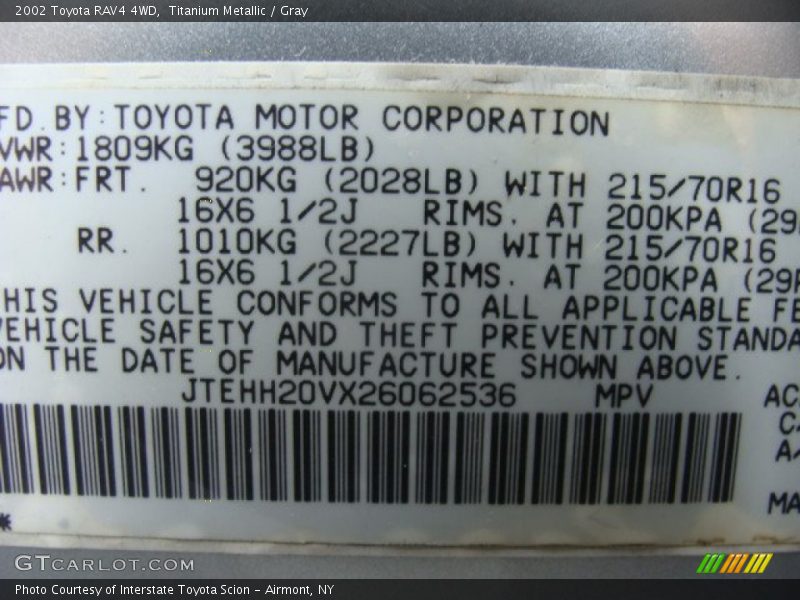 2002 Toyota RAV4 4WD,  Titanium Metallic / Gray
FD.BY:TOYOTA MOTOR CORPORATION
VWR:1809KG (3988LB)
AWR:FRT. 920KG (2028LB) WITH 215/70R16
16X6 1/2J RIMS. AT 200KPA (29
RR. 1010KG (2227LB) WITH 215/70R16
16X6 1/2J RIMS. AT 200KPA (29P
HIS VEHICLE CONFORMS TO ALL APPLICABLE FE
VEHICLE SAFETY AND THEFT PREVENTION STANDA
ON THE DATE OF MANUFACTURE SHOWN ABOVE.
JTEHH20VX26062536 MPV AC
C
A/
*
MA
GTCARLOT.COM
Photo Courtesy of Interstate Toyota Scion - Airmont, NY